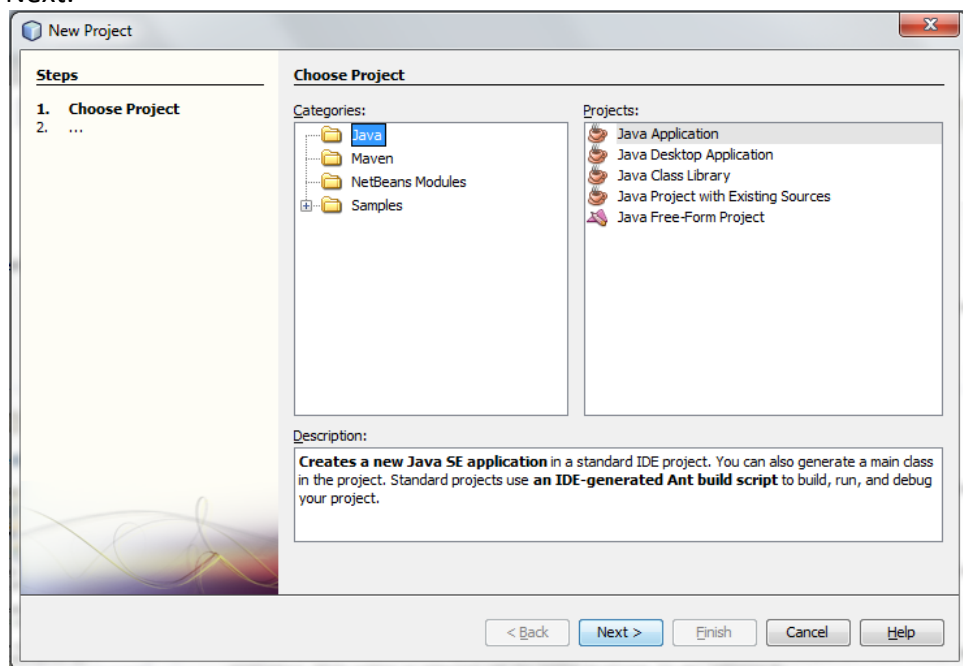 Next.
New Project
Steps
1. Choose Project
2. ...
Choose Project
Categories:
Java
Maven
NetBeans Modules
Samples
Projects:
Java Application
Java Desktop Application
Java Class Library
Java Project with Existing Sources
Java Free-Form Project
Description:
Creates a new Java SE application in a standard IDE project. You can also generate a main class
in the project. Standard projects use an IDE-generated Ant build script to build, run, and debug
your project.
< Back Next > Finish Cancel Help